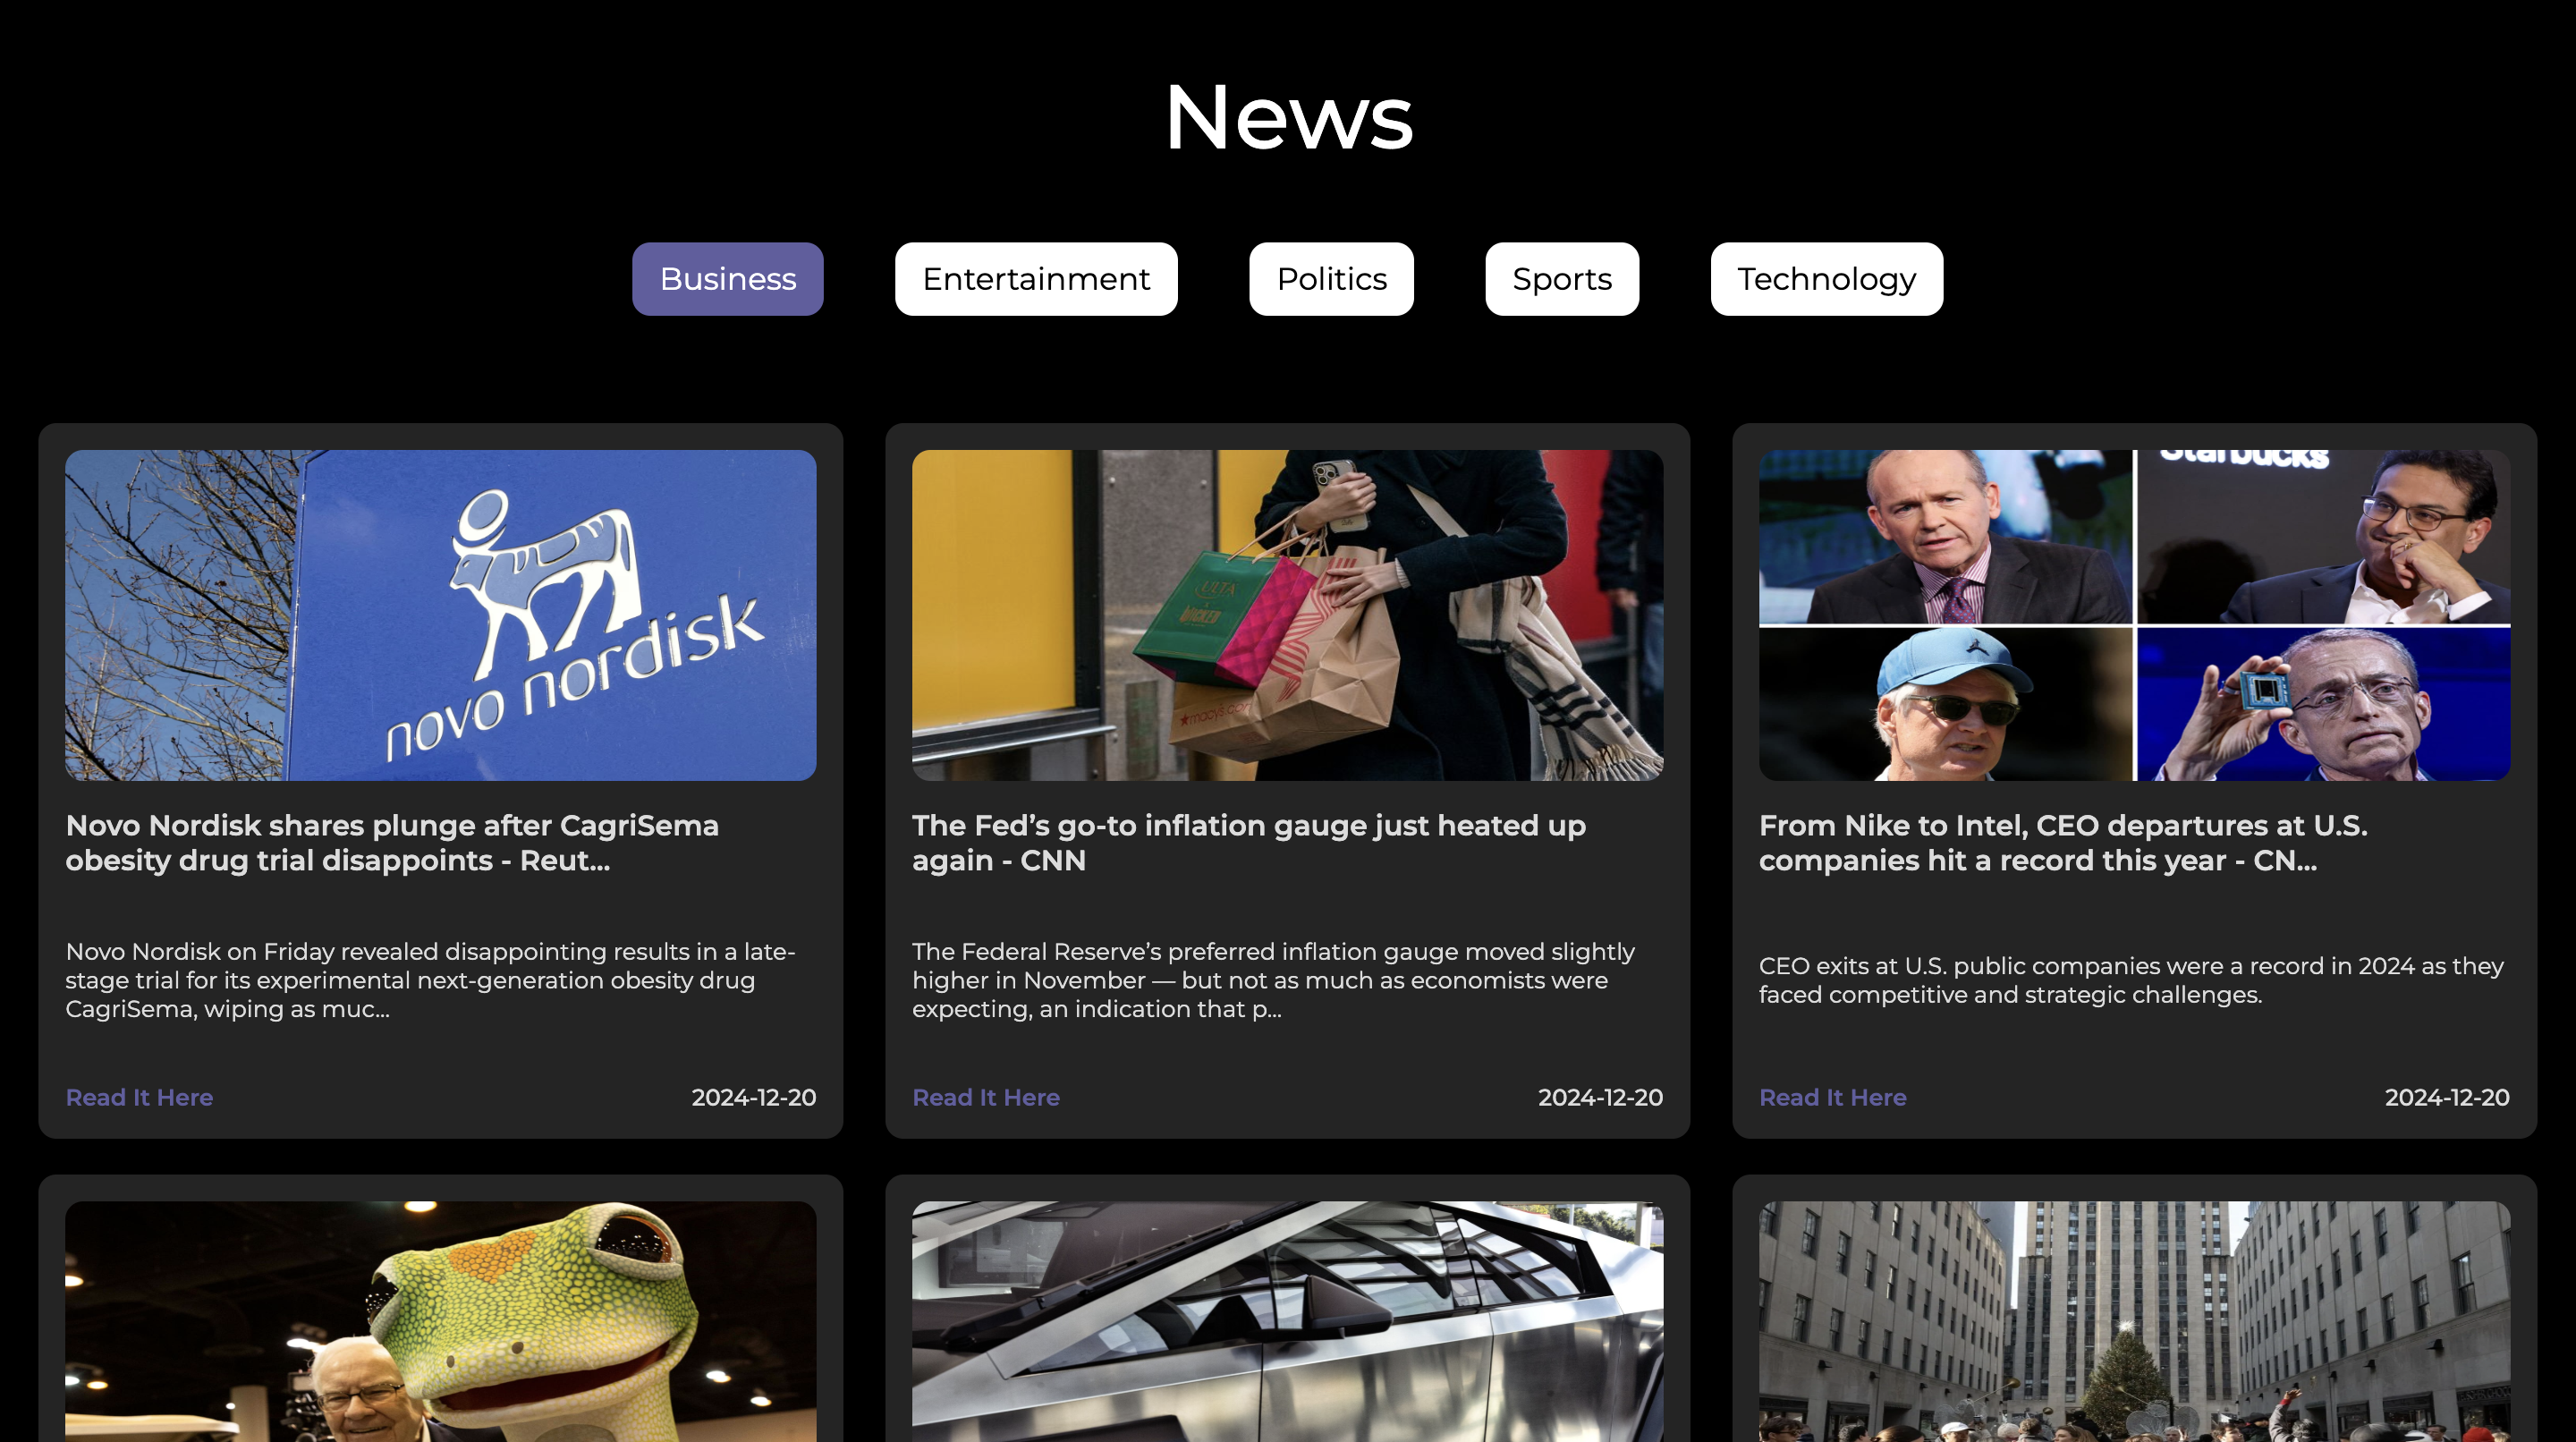 News
Business
Entertainment
Politics
Sports
Technology
novo nordisk
Novo Nordisk shares plunge after CagriSema
obesity drug trial disappoints - Reut...
Novo Nordisk on Friday revealed disappointing results in a late-
stage trial for its experimental next-generation obesity drug
CagriSema, wiping as muc...
Read It Here
2024-12-20
ULTA
WICKED
macys.com
The Fed’s go-to inflation gauge just heated up
again - CNN
The Federal Reserve’s preferred inflation gauge moved slightly
higher in November — but not as much as economists were
expecting, an indication that p...
Read It Here
2024-12-20
Starbucks
From Nike to Intel, CEO departures at U.S.
companies hit a record this year - CN...
CEO exits at U.S. public companies were a record in 2024 as they
faced competitive and strategic challenges.
Read It Here
2024-12-20